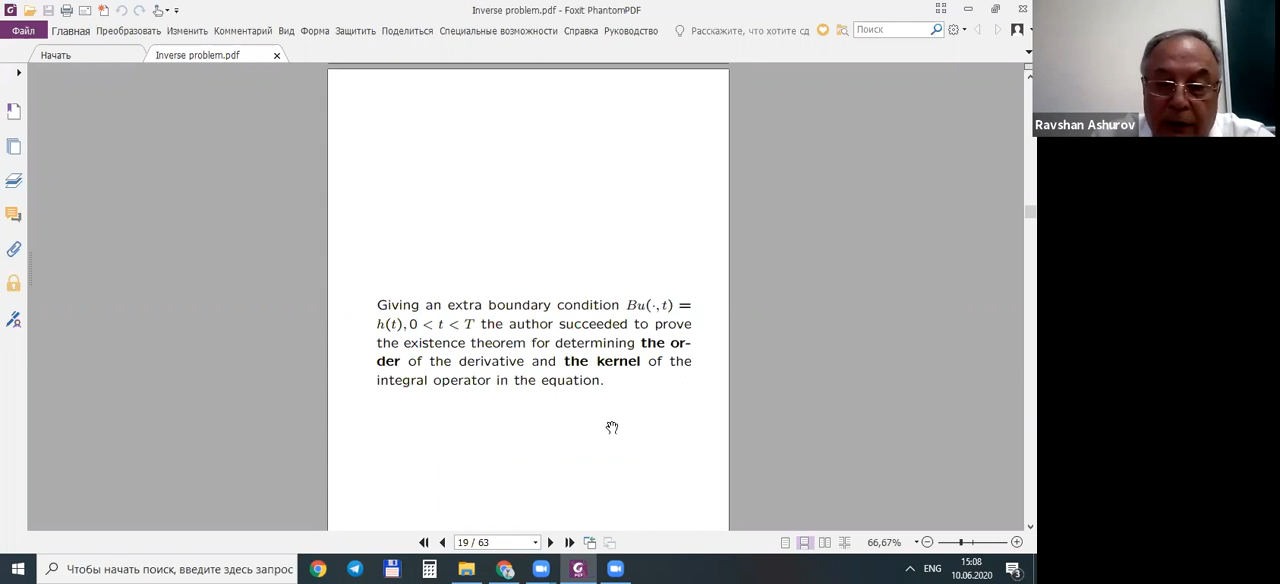 Inverse problem.pdf - Foxit PhantomPDF
Файл Главная Преобразовать Изменить Комментарий Вид Форма Защитить Поделиться Специальные возможности Справка Руководство Расскажите, что хотите сд Поиск
Начать Inverse problem.pdf
Ravshan Ashurov
Giving an extra boundary condition Bu(·, t) =
h(t), 0 < t < T the author succeeded to prove
the existence theorem for determining the or-
der of the derivative and the kernel of the
integral operator in the equation.
19 / 63 66,67%
Чтобы начать поиск, введите здесь запрос
ENG
15:08
10.06.2020
3